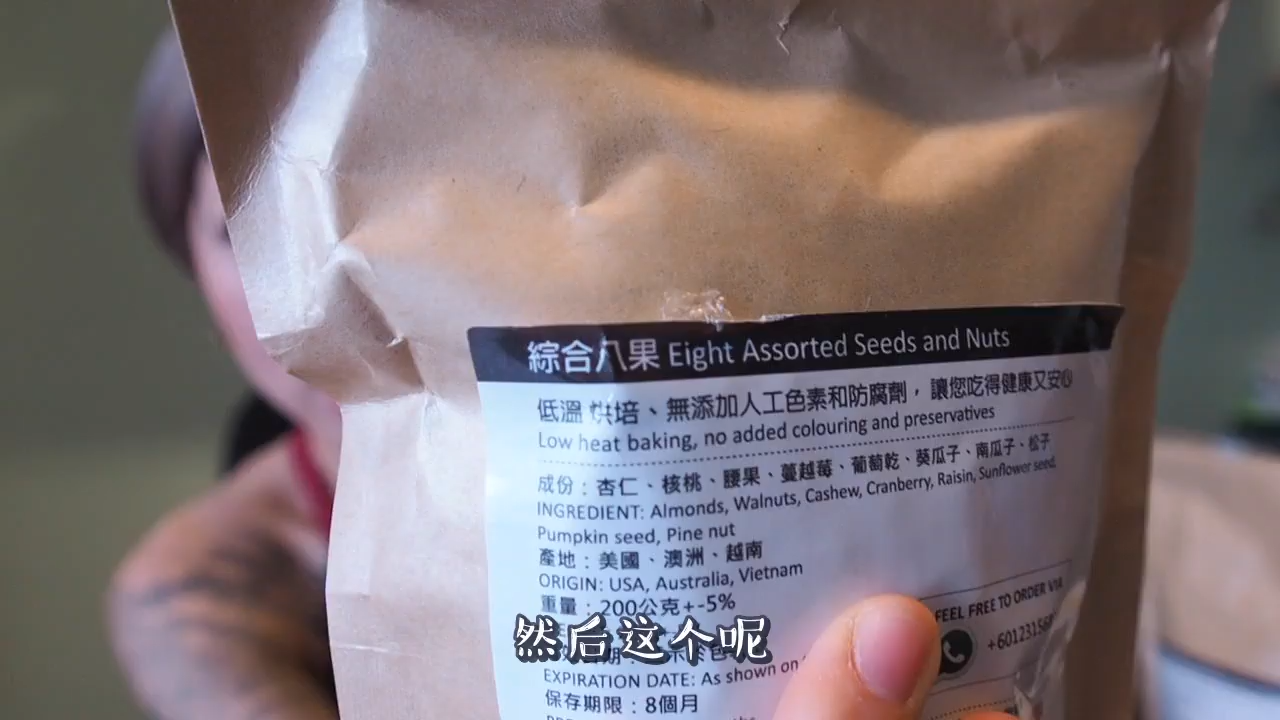 綜合八果 Eight Assorted Seeds and Nuts
低溫 烘培、無添加人工色素和防腐劑，讓您吃得健康又安心
Low heat baking, no added colouring and preservatives
成份：杏仁、核桃、腰果、蔓越莓、葡萄乾、葵瓜子、南瓜子、松子
INGREDIENT: Almonds, Walnuts, Cashew, Cranberry, Raisin, Sunflower seed,
Pumpkin seed, Pine nut
產地：美國、澳洲、越南
ORIGIN: USA, Australia, Vietnam
重量：200公克+-5%
FEEL FREE TO ORDER VIA
然后这个呢
EXPIRATION DATE: As shown on
保存期限：8個月